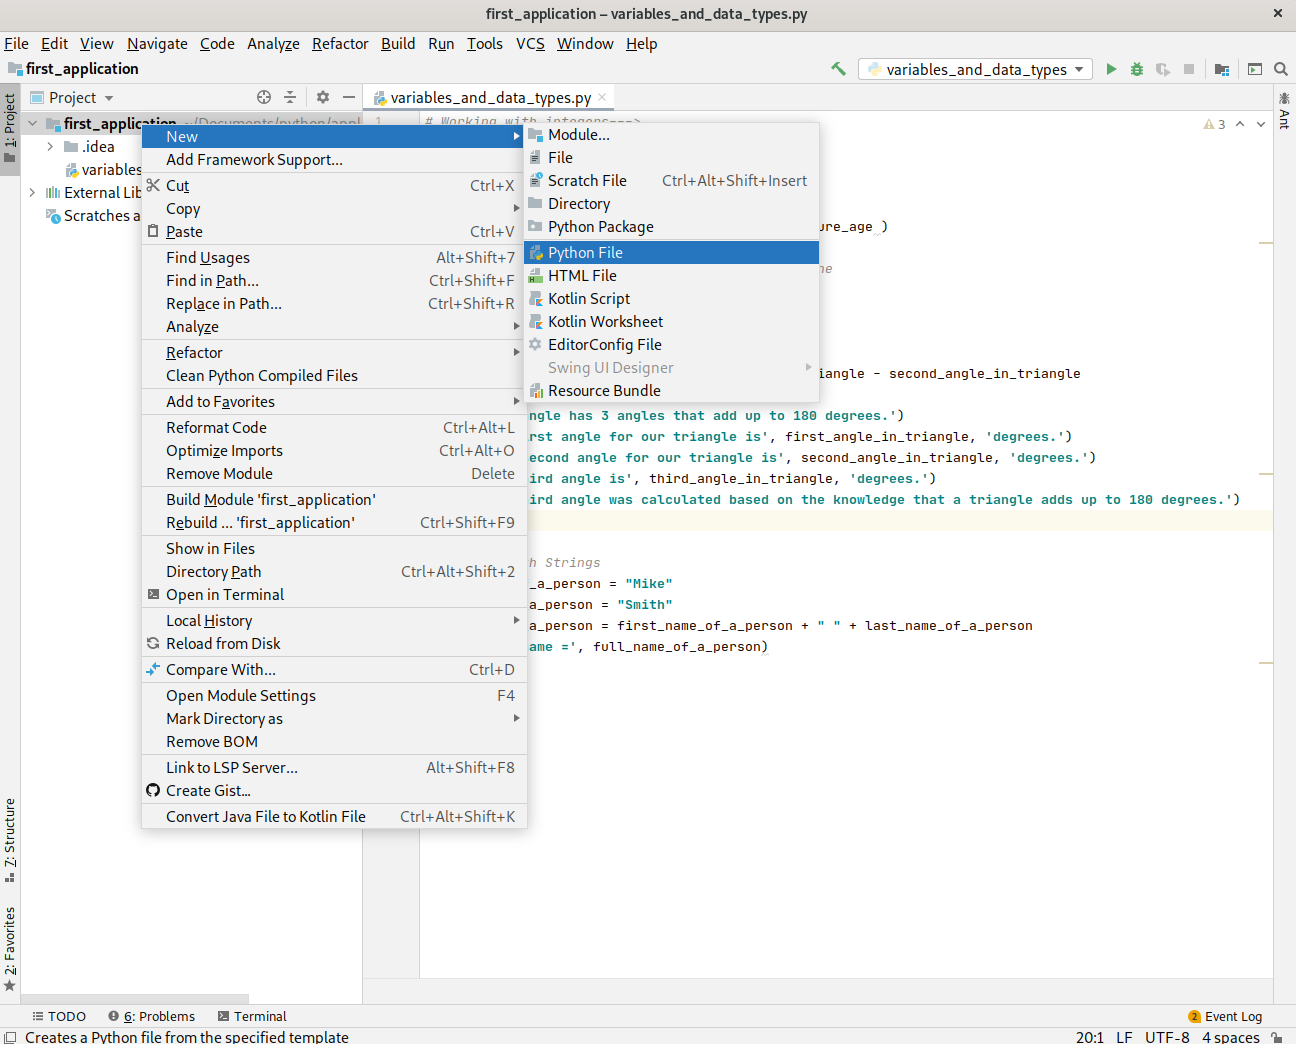 first_application – variables_and_data_types.py
File Edit View Navigate Code Analyze Refactor Build Run Tools VCS Window Help
first_application
variables_and_data_types
1: Project
Project
variables_and_data_types.py
Ant
first_application ~/Documents/python/appl
.idea
variables
External Lib
Scratches a
1
# Working with integers--->
3
New
Add Framework Support...
Cut Ctrl+X
Copy
Paste Ctrl+V
Find Usages Alt+Shift+7
Find in Path... Ctrl+Shift+F
Replace in Path... Ctrl+Shift+R
Analyze
Refactor
Clean Python Compiled Files
Add to Favorites
Reformat Code Ctrl+Alt+L
Optimize Imports Ctrl+Alt+O
Remove Module Delete
Build Module 'first_application'
Rebuild ... 'first_application' Ctrl+Shift+F9
Show in Files
Directory Path Ctrl+Alt+Shift+2
Open in Terminal
Local History
Reload from Disk
Compare With... Ctrl+D
Open Module Settings F4
Mark Directory as
Remove BOM
Link to LSP Server... Alt+Shift+F8
Create Gist...
Convert Java File to Kotlin File Ctrl+Alt+Shift+K
Module...
File
Scratch File Ctrl+Alt+Shift+Insert
Directory
Python Package
Python File
HTML File
Kotlin Script
Kotlin Worksheet
EditorConfig File
Swing UI Designer
Resource Bundle
ure_age )
ne
iangle - second_angle_in_triangle
ngle has 3 angles that add up to 180 degrees.')
rst angle for our triangle is', first_angle_in_triangle, 'degrees.')
econd angle for our triangle is', second_angle_in_triangle, 'degrees.')
ird angle is', third_angle_in_triangle, 'degrees.')
ird angle was calculated based on the knowledge that a triangle adds up to 180 degrees.')
h Strings
_a_person = "Mike"
a_person = "Smith"
a_person = first_name_of_a_person + " " + last_name_of_a_person
ame =', full_name_of_a_person)
7: Structure
2: Favorites
TODO 6: Problems Terminal
2 Event Log
Creates a Python file from the specified template
20:1 LF UTF-8 4 spaces